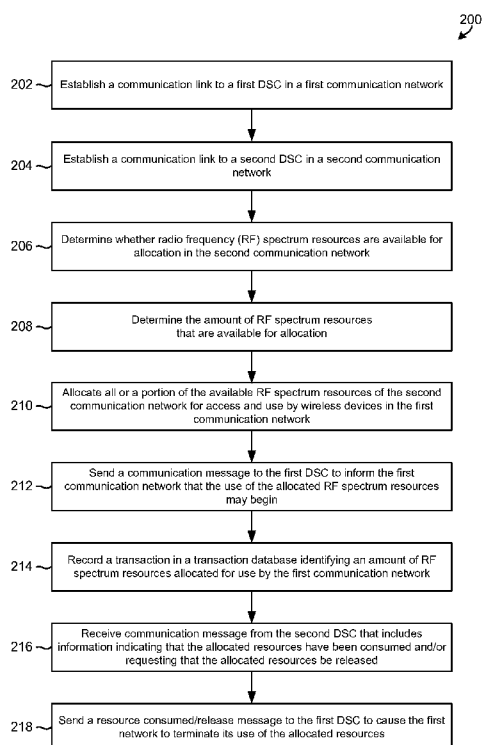 200
202
Establish a communication link to a first DSC in a first communication network
204
Establish a communication link to a second DSC in a second communication
network
206
Determine whether radio frequency (RF) spectrum resources are available for
allocation in the second communication network
208
Determine the amount of RF spectrum resources
that are available for allocation
210
Allocate all or a portion of the available RF spectrum resources of the second
communication network for access and use by wireless devices in the first
communication network
212
Send a communication message to the first DSC to inform the first
communication network that the use of the allocated RF spectrum resources
may begin
214
Record a transaction in a transaction database identifying an amount of RF
spectrum resources allocated for use by the first communication network
216
Receive communication message from the second DSC that includes
information indicating that the allocated resources have been consumed and/or
requesting that the allocated resources be released
218
Send a resource consumed/release message to the first DSC to cause the first
network to terminate its use of the allocated resources